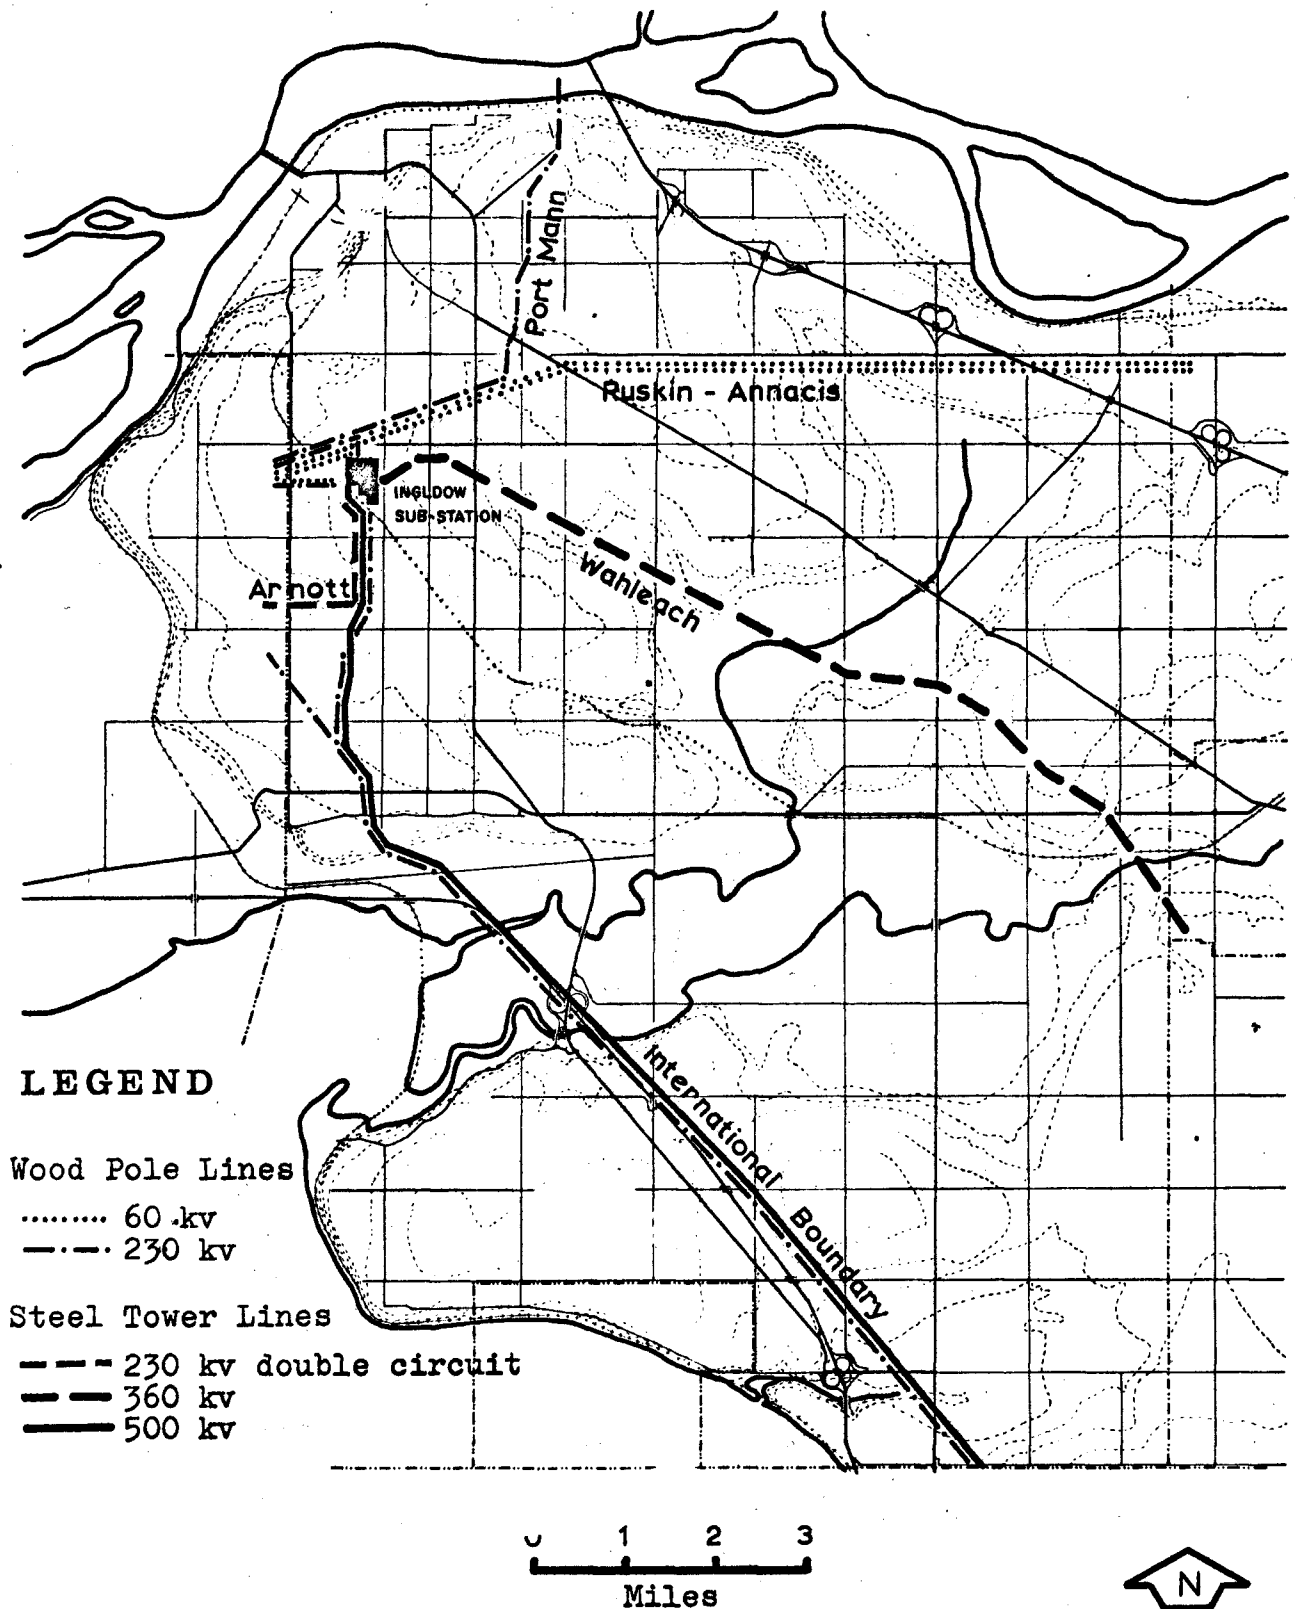 Port Mann
Ruskin - Annacis
INGLDOW
SUB-STATION
Wahleach
Arnott
International Boundary
LEGEND
Wood Pole Lines
60 kv
230 kv
Steel Tower Lines
230 kv double circuit
360 kv
500 kv
0 1 2 3
Miles
N